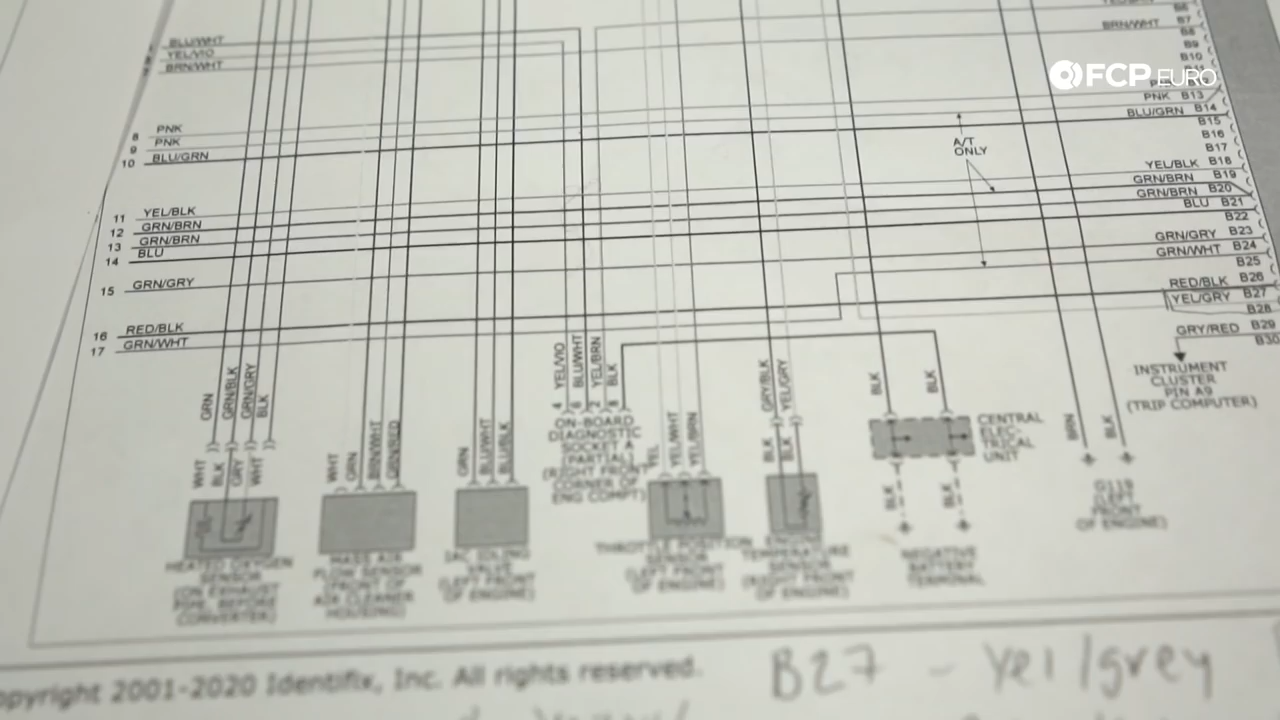 FCP EURO
BLU/WHT
YEL/VIO
BRN/WHT
BRN/WHT B7
B8
B9
B10
8 PNK
9 PNK
10 BLU/GRN
PNK B13
BLU/GRN B14
B15
B16
B17
A/T
ONLY
11 YEL/BLK
12 GRN/BRN
13 GRN/BRN
14 BLU
15 GRN/GRY
16 RED/BLK
17 GRN/WHT
YEL/BLK B18
GRN/BRN B19
GRN/BRN B20
BLU B21
B22
GRN/GRY B23
GRN/WHT B24
B25
RED/BLK B26
YEL/GRY B27
B28
GRY/RED B29
B30
INSTRUMENT
CLUSTER
PIN A9
(TRIP COMPUTER)
GRN
GRN/BLK
GRN/GRY
BLK
WHT
BLK
GRY
WHT
HEATED OXYGEN
SENSOR
(ON EXHAUST
PIPE, BEFORE
CONVERTER)
WHT
GRN
BRN/WHT
GRN/RED
MASS AIR
FLOW SENSOR
(FRONT OF
AIR CLEANER
HOUSING)
GRN
BLU/WHT
BLU/BLK
IAC IDLING
VALVE
(LEFT FRONT
OF ENGINE)
4 YEL/VIO
6 BLU/WHT
2 YEL/BRN
8 BLK
ON-BOARD
DIAGNOSTIC
SOCKET A
(PARTIAL)
(RIGHT FRONT
CORNER OF
ENG COMPT)
YEL
YEL/WHT
YEL/BRN
THROTTLE POSITION
SENSOR
(LEFT FRONT
OF ENGINE)
GRY/BLK
YEL/GRY
BLK
BLK
ENGINE
TEMPERATURE
SENSOR
(RIGHT FRONT
OF ENGINE)
BLK
BLK
CENTRAL
ELEC-
TRICAL
UNIT
BLK
BLK
NEGATIVE
BATTERY
TERMINAL
BRN
BLK
G119
(LEFT
FRONT
OF ENGINE)
opyright 2001-2020 Identifix, Inc. All rights reserved.
B27 - Yel/grey